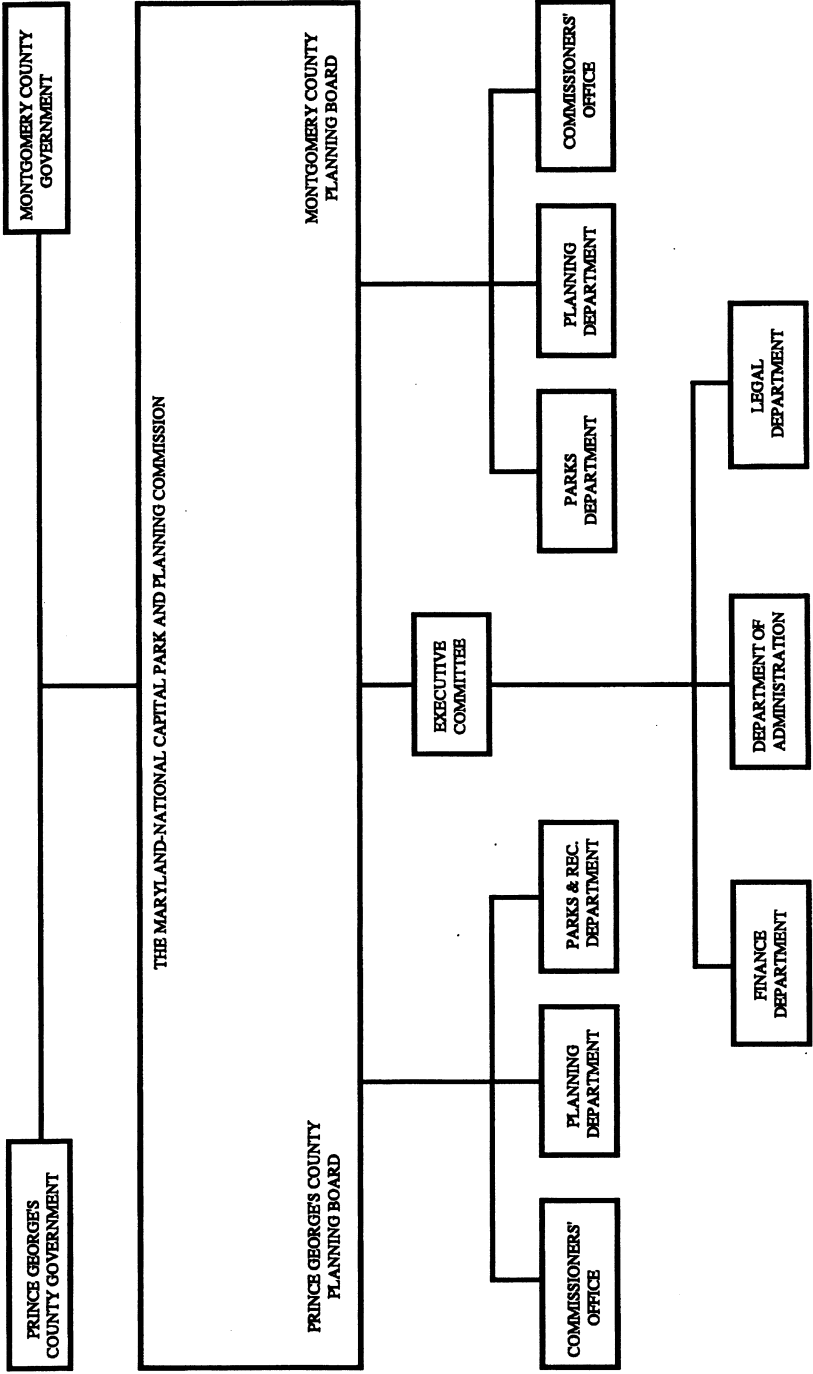 PRINCE GEORGE'S
COUNTY GOVERNMENT
MONTGOMERY COUNTY
GOVERNMENT
THE MARYLAND-NATIONAL CAPITAL PARK AND PLANNING COMMISSION
PRINCE GEORGE'S COUNTY
PLANNING BOARD
MONTGOMERY COUNTY
PLANNING BOARD
EXECUTIVE
COMMITTEE
COMMISSIONERS'
OFFICE
PLANNING
DEPARTMENT
PARKS & REC.
DEPARTMENT
PARKS
DEPARTMENT
PLANNING
DEPARTMENT
COMMISSIONERS'
OFFICE
FINANCE
DEPARTMENT
DEPARTMENT OF
ADMINISTRATION
LEGAL
DEPARTMENT